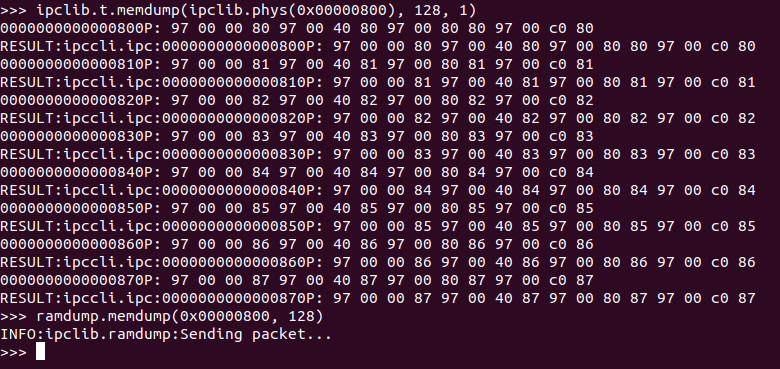 >>> ipclib.t.memdump(ipclib.phys(0x00000800), 128, 1)
0000000000000800P: 97 00 00 80 97 00 40 80 97 00 80 80 97 00 c0 80
RESULT:ipccli.ipc:0000000000000800P: 97 00 00 80 97 00 40 80 97 00 80 80 97 00 c0 80
0000000000000810P: 97 00 00 81 97 00 40 81 97 00 80 81 97 00 c0 81
RESULT:ipccli.ipc:0000000000000810P: 97 00 00 81 97 00 40 81 97 00 80 81 97 00 c0 81
0000000000000820P: 97 00 00 82 97 00 40 82 97 00 80 82 97 00 c0 82
RESULT:ipccli.ipc:0000000000000820P: 97 00 00 82 97 00 40 82 97 00 80 82 97 00 c0 82
0000000000000830P: 97 00 00 83 97 00 40 83 97 00 80 83 97 00 c0 83
RESULT:ipccli.ipc:0000000000000830P: 97 00 00 83 97 00 40 83 97 00 80 83 97 00 c0 83
0000000000000840P: 97 00 00 84 97 00 40 84 97 00 80 84 97 00 c0 84
RESULT:ipccli.ipc:0000000000000840P: 97 00 00 84 97 00 40 84 97 00 80 84 97 00 c0 84
0000000000000850P: 97 00 00 85 97 00 40 85 97 00 80 85 97 00 c0 85
RESULT:ipccli.ipc:0000000000000850P: 97 00 00 85 97 00 40 85 97 00 80 85 97 00 c0 85
0000000000000860P: 97 00 00 86 97 00 40 86 97 00 80 86 97 00 c0 86
RESULT:ipccli.ipc:0000000000000860P: 97 00 00 86 97 00 40 86 97 00 80 86 97 00 c0 86
0000000000000870P: 97 00 00 87 97 00 40 87 97 00 80 87 97 00 c0 87
RESULT:ipccli.ipc:0000000000000870P: 97 00 00 87 97 00 40 87 97 00 80 87 97 00 c0 87
>>> ramdump.memdump(0x00000800, 128)
INFO:ipclib.ramdump:Sending packet...
>>>